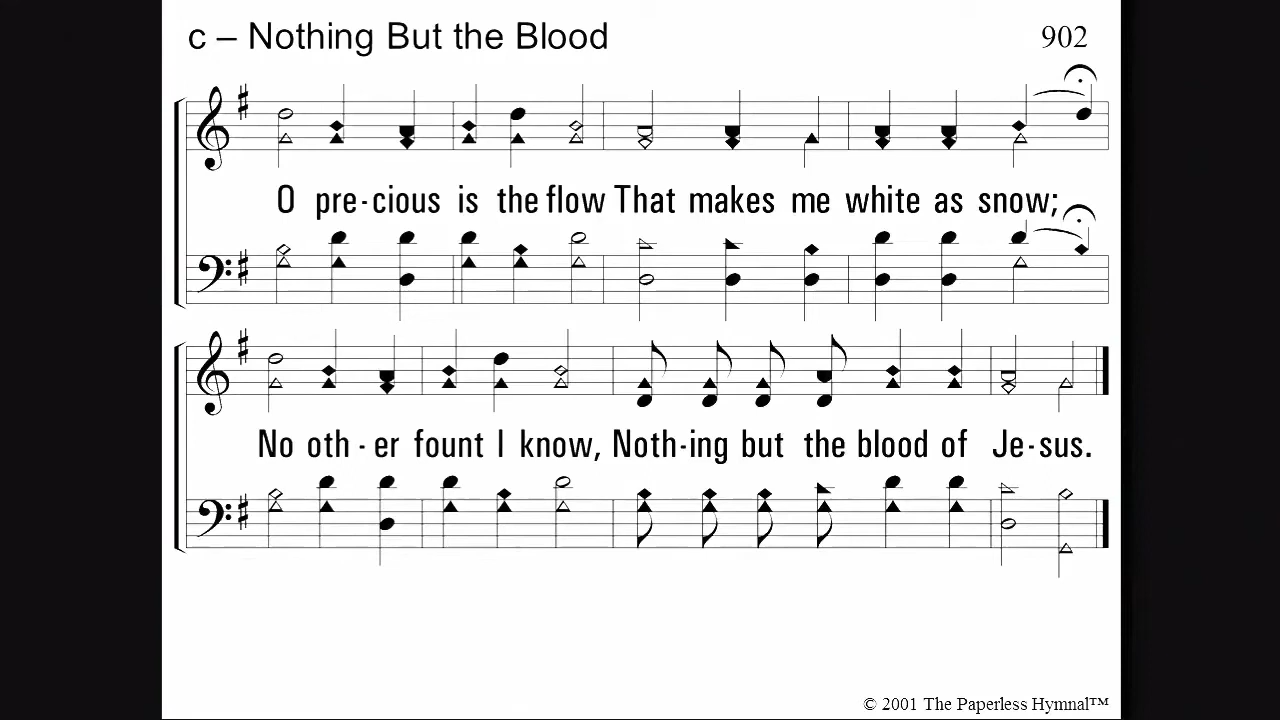 c – Nothing But the Blood
902
O pre-cious is the flow That makes me white as snow;
No oth-er fount I know, Noth-ing but the blood of Je-sus.
© 2001 The Paperless Hymnal™